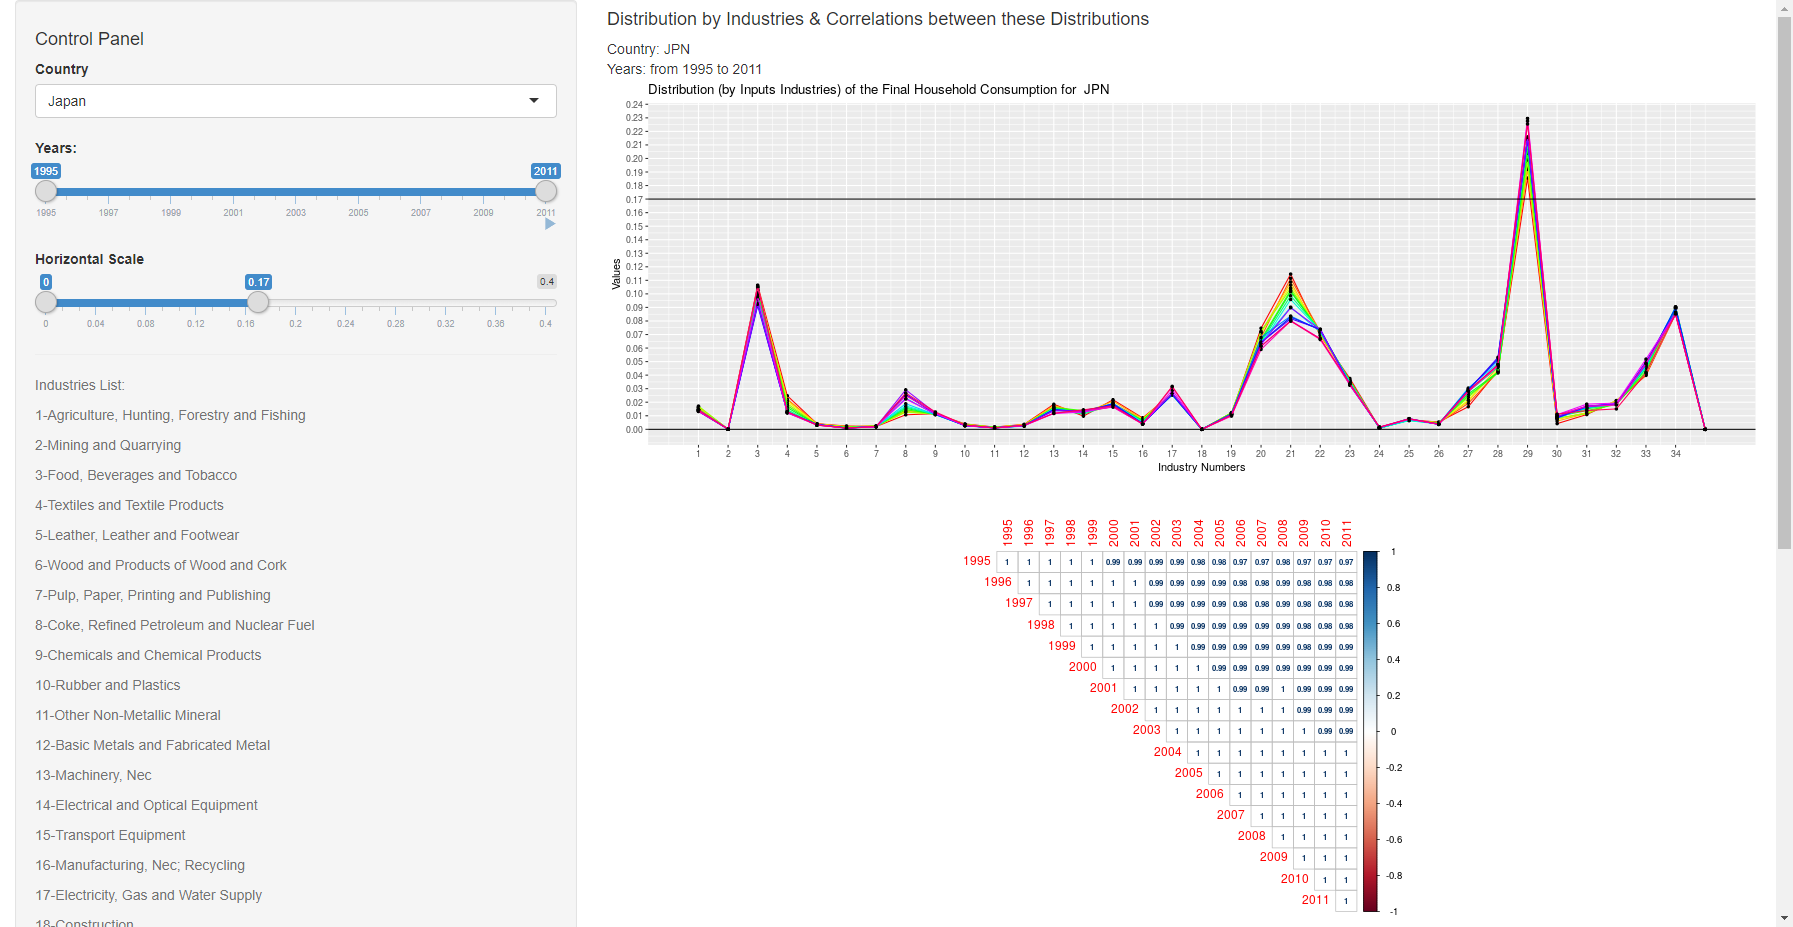 Control Panel
Country
Japan
Years:
1995 2011
1995 1997 1999 2001 2003 2005 2007 2009 2011
Horizontal Scale
0 0.17 0.4
0 0.04 0.08 0.12 0.16 0.2 0.24 0.28 0.32 0.36 0.4
Industries List:
1-Agriculture, Hunting, Forestry and Fishing
2-Mining and Quarrying
3-Food, Beverages and Tobacco
4-Textiles and Textile Products
5-Leather, Leather and Footwear
6-Wood and Products of Wood and Cork
7-Pulp, Paper, Printing and Publishing
8-Coke, Refined Petroleum and Nuclear Fuel
9-Chemicals and Chemical Products
10-Rubber and Plastics
11-Other Non-Metallic Mineral
12-Basic Metals and Fabricated Metal
13-Machinery, Nec
14-Electrical and Optical Equipment
15-Transport Equipment
16-Manufacturing, Nec; Recycling
17-Electricity, Gas and Water Supply
18-Construction
Distribution by Industries & Correlations between these Distributions
Country: JPN
Years: from 1995 to 2011
Distribution (by Inputs Industries) of the Final Household Consumption for JPN
Values
0.24
0.23
0.22
0.21
0.20
0.19
0.18
0.17
0.16
0.15
0.14
0.13
0.12
0.11
0.10
0.09
0.08
0.07
0.06
0.05
0.04
0.03
0.02
0.01
0.00
1 2 3 4 5 6 7 8 9 10 11 12 13 14 15 16 17 18 19 20 21 22 23 24 25 26 27 28 29 30 31 32 33 34
Industry Numbers
1995 1996 1997 1998 1999 2000 2001 2002 2003 2004 2005 2006 2007 2008 2009 2010 2011
1995 1 1 1 1 1 0.99 0.99 0.99 0.99 0.98 0.98 0.97 0.97 0.98 0.97 0.97 0.97
1996 1 1 1 1 1 1 0.99 0.99 0.99 0.99 0.98 0.98 0.99 0.98 0.98 0.98
1997 1 1 1 1 1 0.99 0.99 0.99 0.99 0.98 0.98 0.99 0.98 0.98 0.98
1998 1 1 1 1 1 0.99 0.99 0.99 0.99 0.99 0.99 0.98 0.98 0.98
1999 1 1 1 1 1 0.99 0.99 0.99 0.99 0.99 0.98 0.99 0.99
2000 1 1 1 1 1 0.99 0.99 0.99 0.99 0.99 0.99 0.99
2001 1 1 1 1 1 0.99 0.99 1 0.99 0.99 0.99
2002 1 1 1 1 1 1 1 0.99 0.99 0.99
2003 1 1 1 1 1 1 1 0.99 0.99
2004 1 1 1 1 1 1 1 1
2005 1 1 1 1 1 1 1
2006 1 1 1 1 1 1
2007 1 1 1 1 1
2008 1 1 1 1
2009 1 1 1
2010 1 1
2011 1
1
0.8
0.6
0.4
0.2
0
-0.2
-0.4
-0.6
-0.8
-1